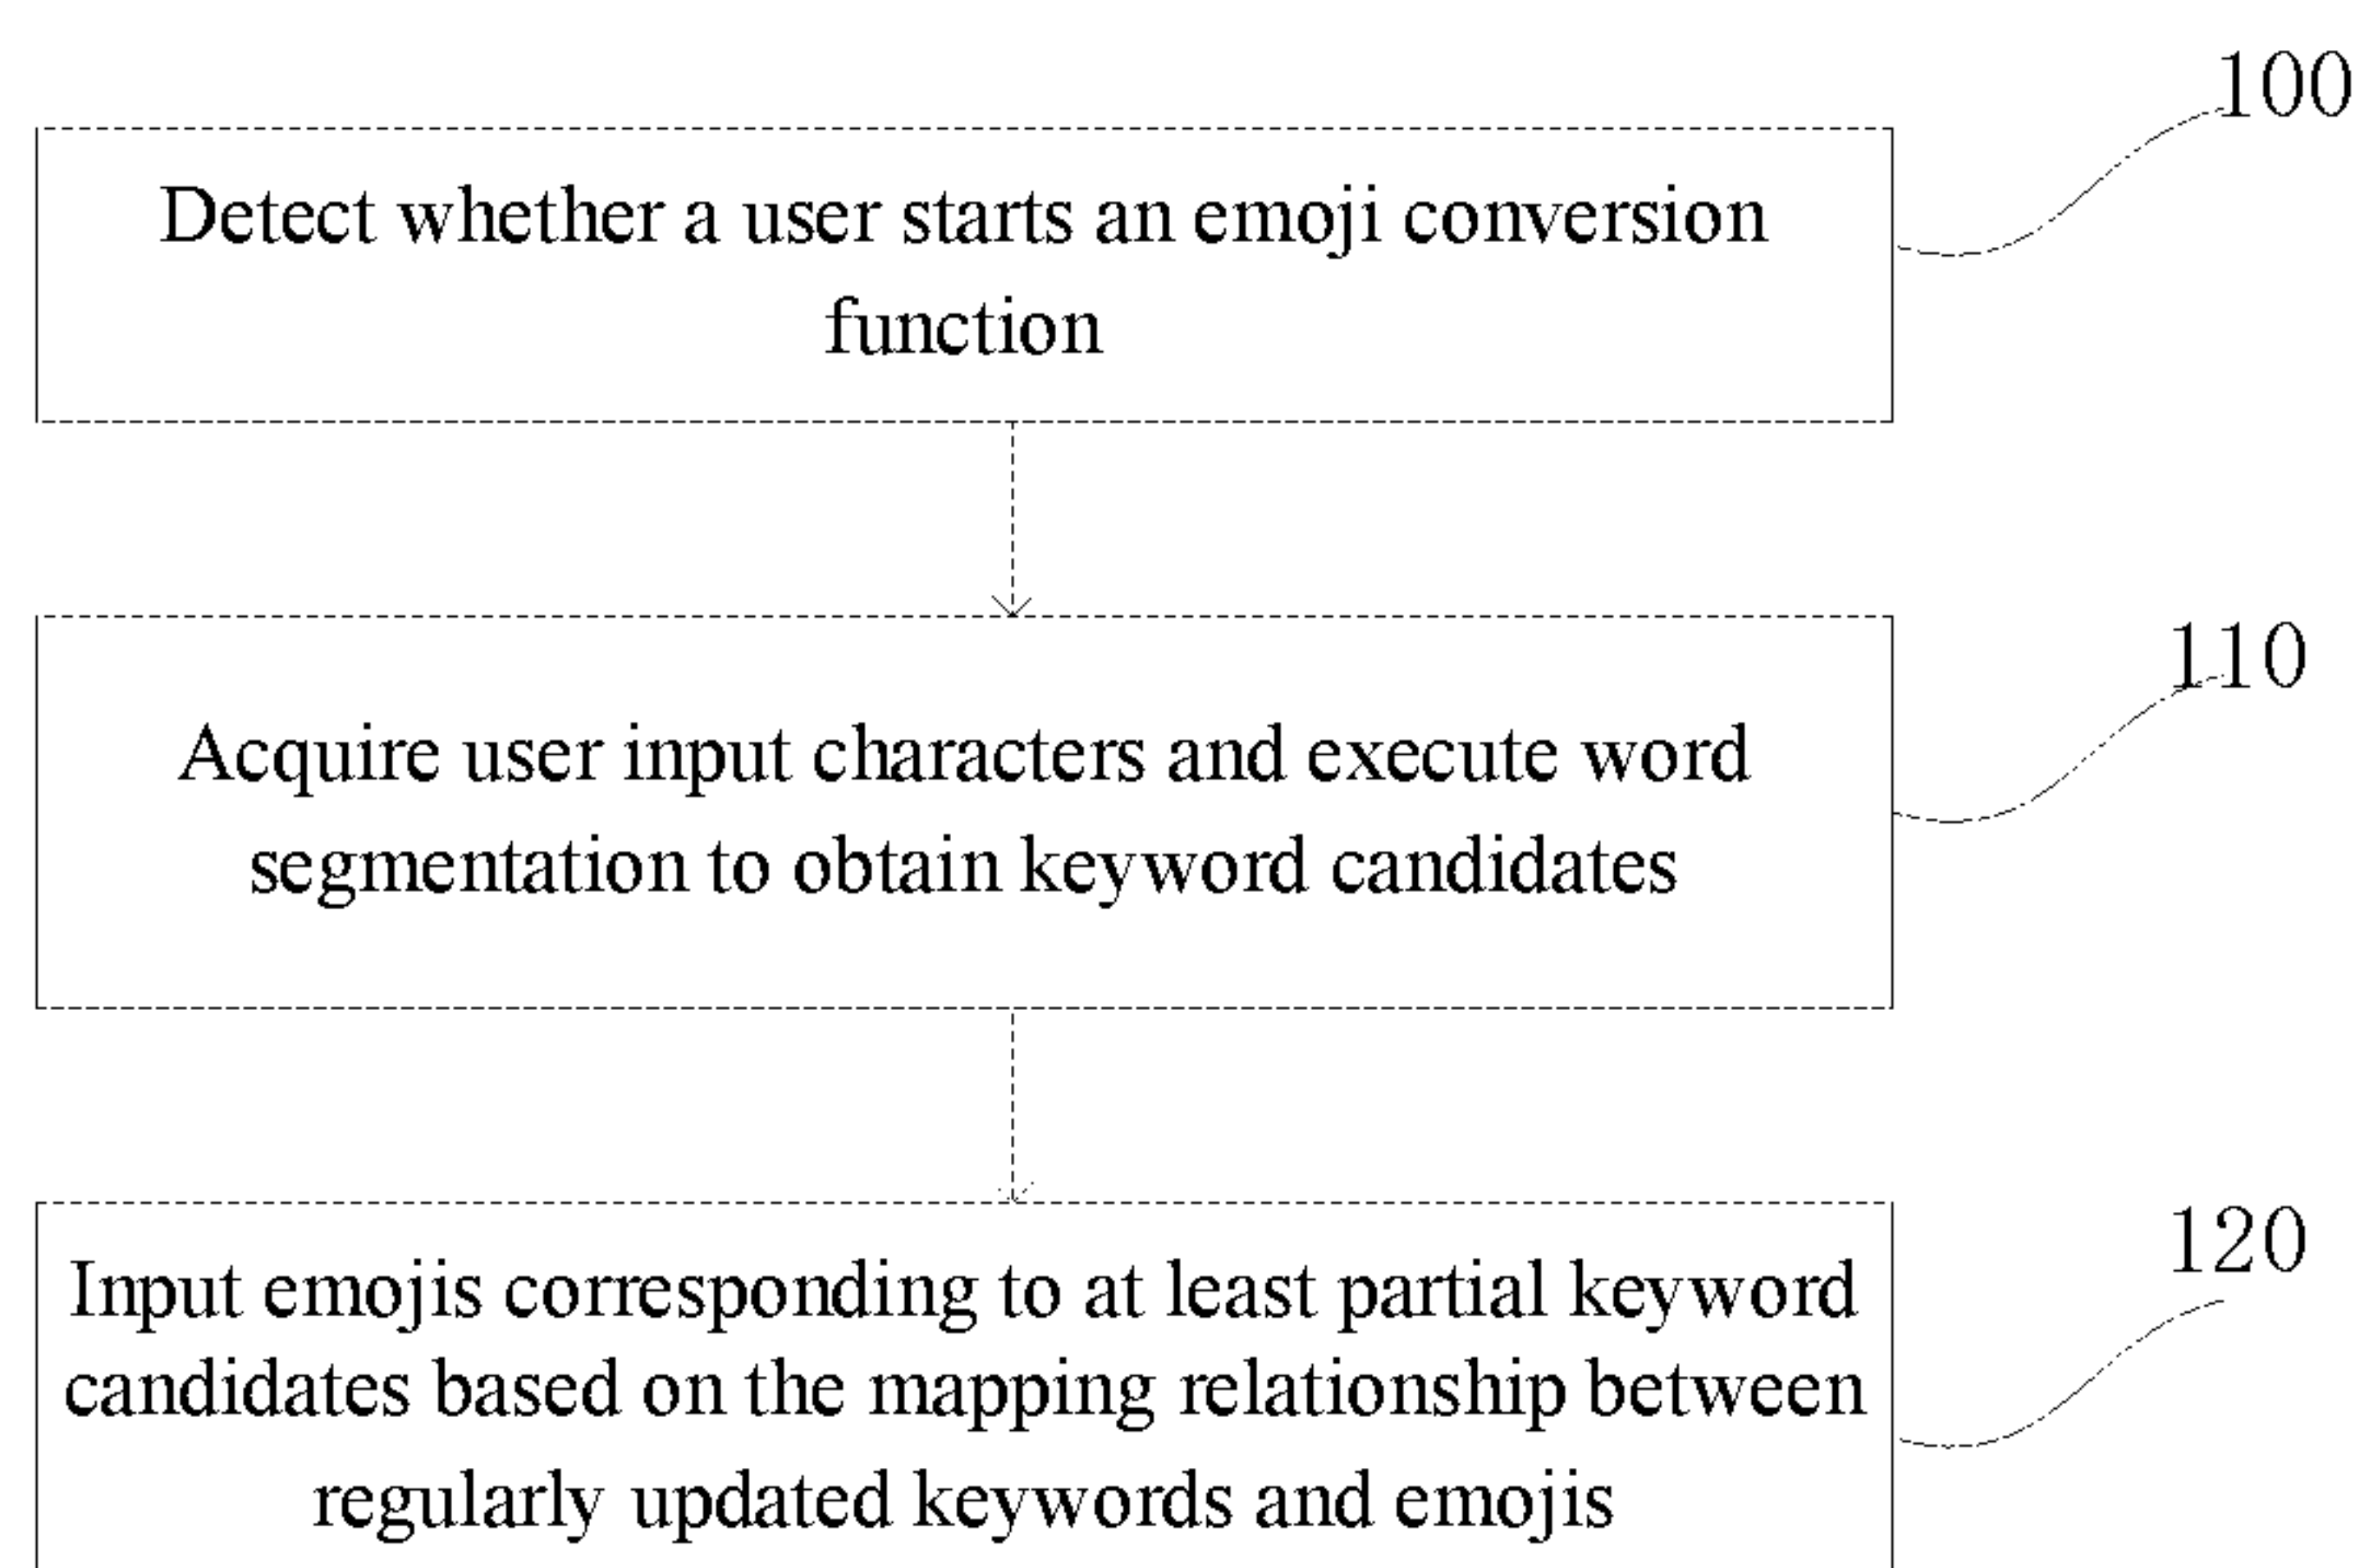 100
Detect whether a user starts an emoji conversion
function
110
Acquire user input characters and execute word
segmentation to obtain keyword candidates
120
Input emojis corresponding to at least partial keyword
candidates based on the mapping relationship between
regularly updated keywords and emojis